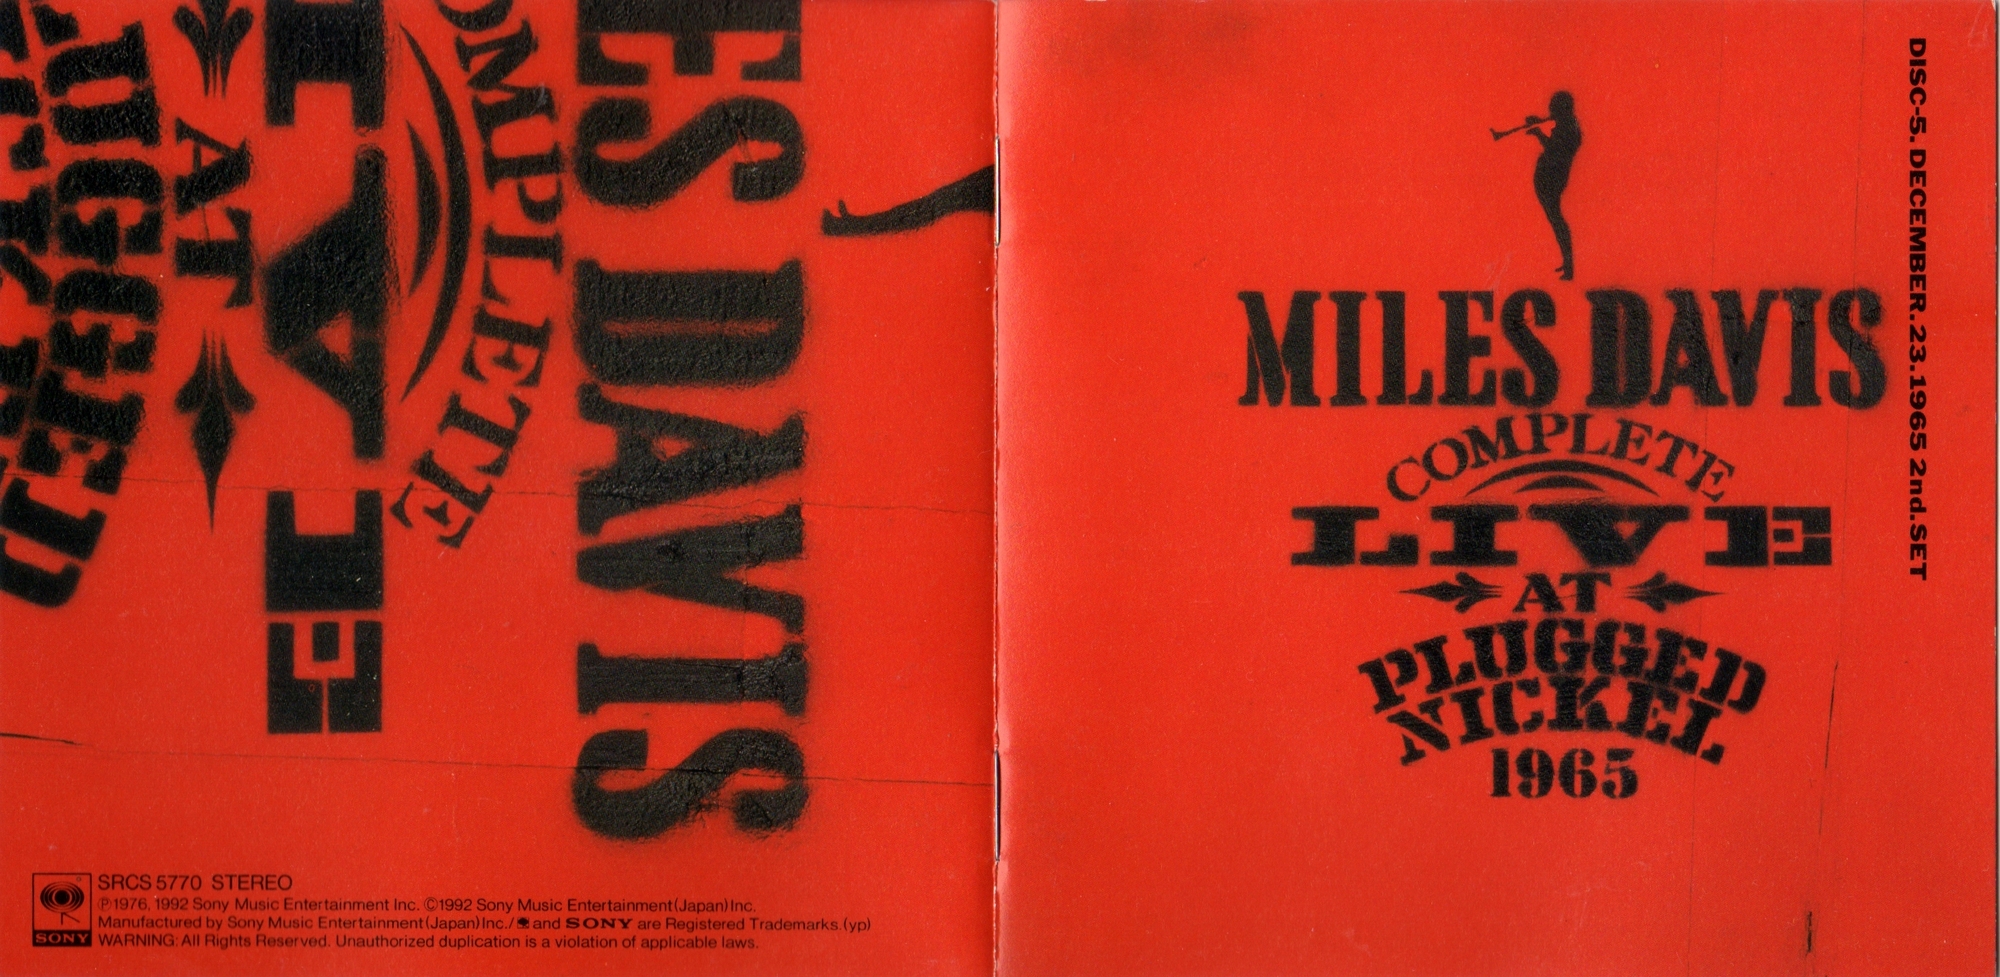 ES DAVIS
OMPLETE
LIVE
AT
UGGED
SRCS 5770 STEREO
Ⓟ1976, 1992 Sony Music Entertainment Inc. ©1992 Sony Music Entertainment(Japan)Inc.
Manufactured by Sony Music Entertainment(Japan)Inc./ and SONY are Registered Trademarks.(yp)
WARNING: All Rights Reserved. Unauthorized duplication is a violation of applicable laws.
SONY
MILES DAVIS
COMPLETE
LIVE
AT
PLUGGED
NICKEL
1965
DISC-5. DECEMBER.23.1965 2nd.SET